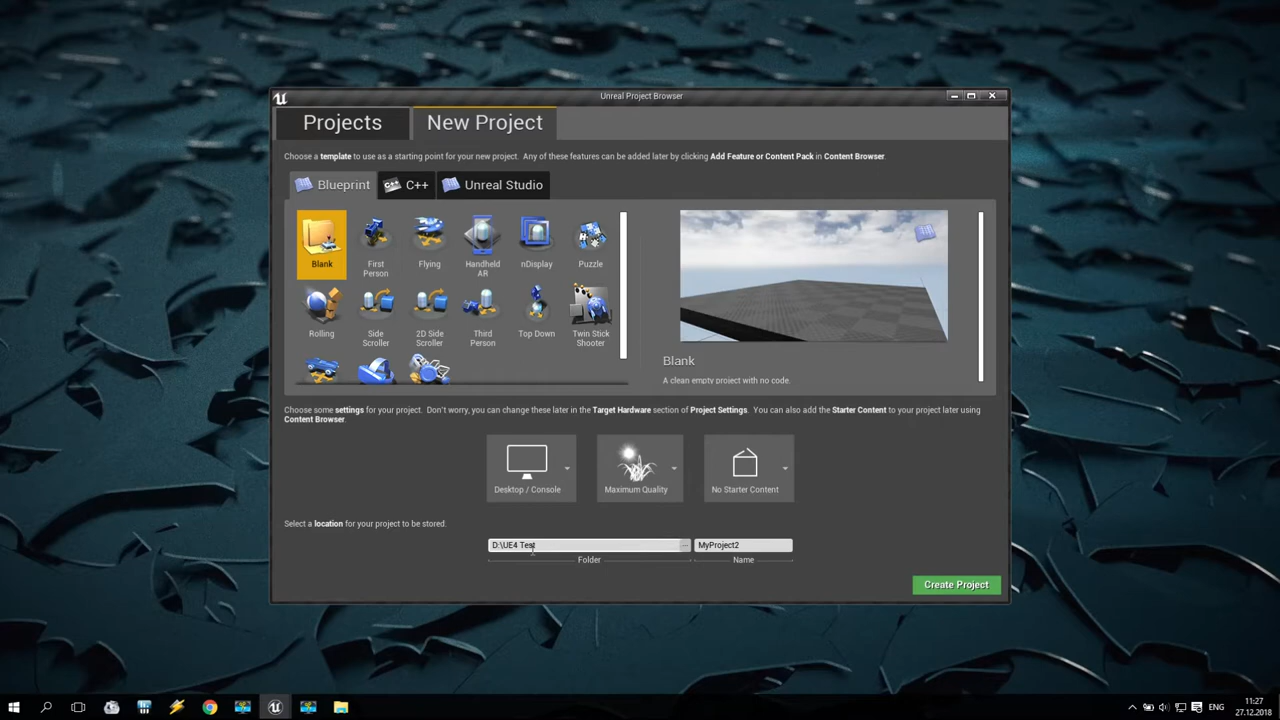 Unreal Project Browser
Projects
New Project
Choose a template to use as a starting point for your new project. Any of these features can be added later by clicking Add Feature or Content Pack in Content Browser.
Blueprint
C++
Unreal Studio
Blank
First
Person
Flying
Handheld
AR
nDisplay
Puzzle
Rolling
Side
Scroller
2D Side
Scroller
Third
Person
Top Down
Twin Stick
Shooter
Blank
A clean empty project with no code.
Choose some settings for your project. Don't worry, you can change these later in the Target Hardware section of Project Settings. You can also add the Starter Content to your project later using
Content Browser.
Desktop / Console
Maximum Quality
No Starter Content
Select a location for your project to be stored.
D:\UE4 Test
...
MyProject2
Folder
Name
Create Project
ENG
11:27
27.12.2018